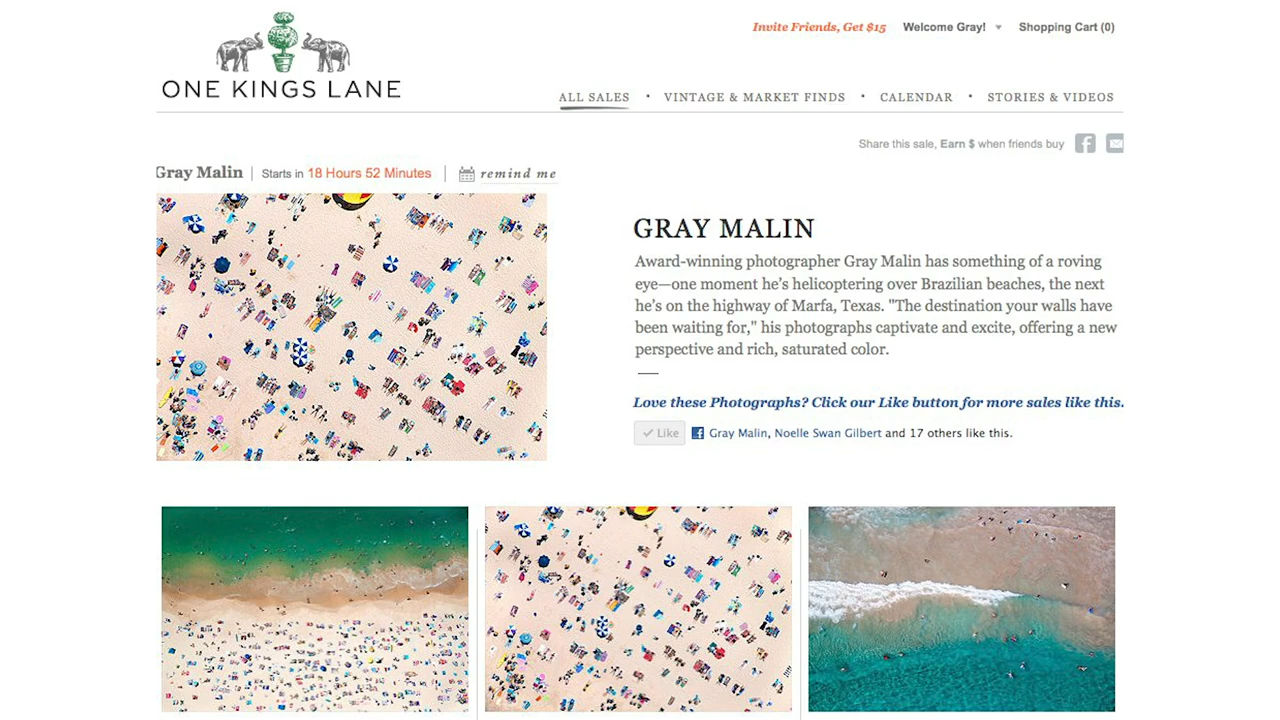 Invite Friends, Get $15 Welcome Gray! Shopping Cart (0)
ONE KINGS LANE
ALL SALES • VINTAGE & MARKET FINDS • CALENDAR • STORIES & VIDEOS
Share this sale, Earn $ when friends buy
Gray Malin | Starts in 18 Hours 52 Minutes | remind me
GRAY MALIN
Award-winning photographer Gray Malin has something of a roving
eye—one moment he's helicoptering over Brazilian beaches, the next
he's on the highway of Marfa, Texas. "The destination your walls have
been waiting for," his photographs captivate and excite, offering a new
perspective and rich, saturated color.
Love these Photographs? Click our Like button for more sales like this.
Like Gray Malin, Noelle Swan Gilbert and 17 others like this.